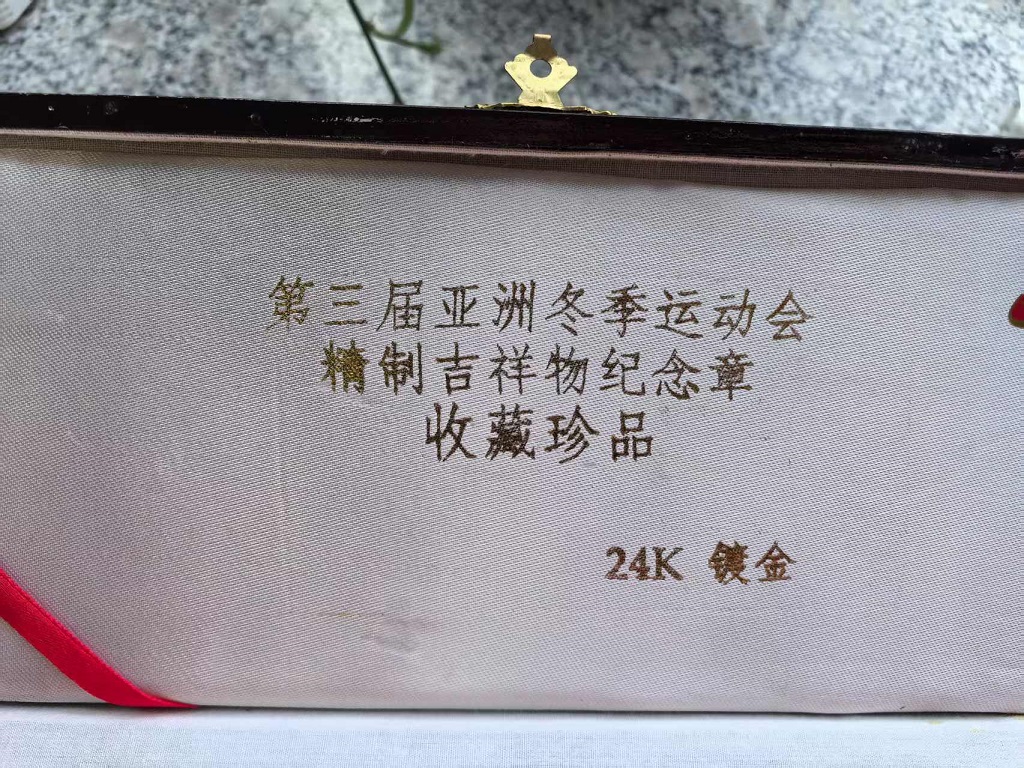 第三届亚洲冬季运动会
精制吉祥物纪念章
收藏珍品
24K 镀金